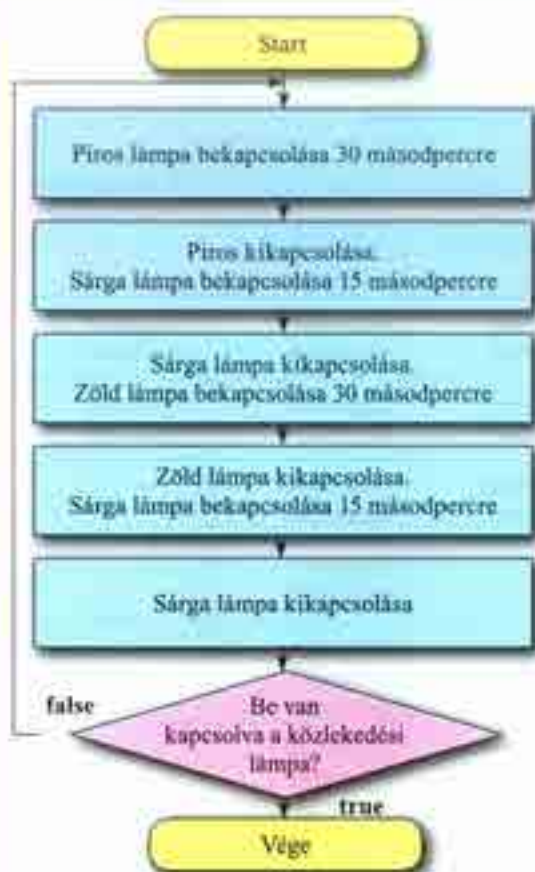 Start
Piros lámpa bekapcsolása 30 másodpercre
Piros kikapcsolása.
Sárga lámpa bekapcsolása 15 másodpercre
Sárga lámpa kikapcsolása.
Zöld lámpa bekapcsolása 30 másodpercre
Zöld lámpa kikapcsolása.
Sárga lámpa bekapcsolása 15 másodpercre
Sárga lámpa kikapcsolása
false
Be van
kapcsolva a közlekedési
lámpa?
true
Vége